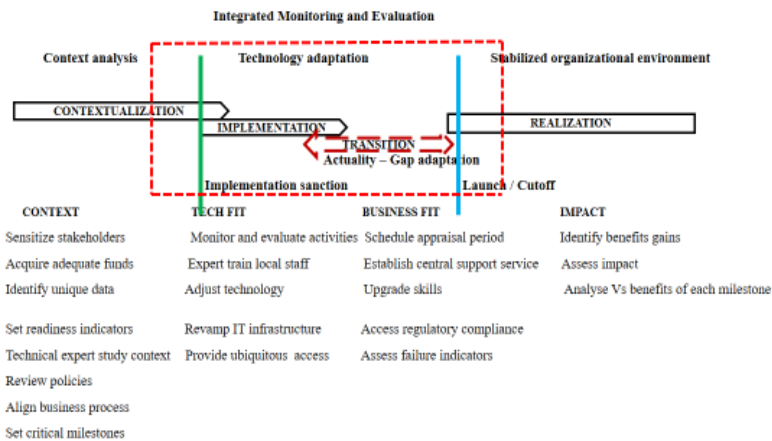 Integrated Monitoring and Evaluation
Context analysis Technology adaptation Stabilized organizational environment
CONTEXTUALIZATION
IMPLEMENTATION REALIZATION
TRANSITION
Actuality – Gap adaptation
Implementation sanction Launch / Cutoff
CONTEXT TECH FIT BUSINESS FIT IMPACT
Sensitize stakeholders Monitor and evaluate activities Schedule appraisal period Identify benefits gains
Acquire adequate funds Expert train local staff Establish central support service Assess impact
Identify unique data Adjust technology Upgrade skills Analyse Vs benefits of each milestone
Set readiness indicators Revamp IT infrastructure Access regulatory compliance
Technical expert study context Provide ubiquitous access Assess failure indicators
Review policies
Align business process
Set critical milestones